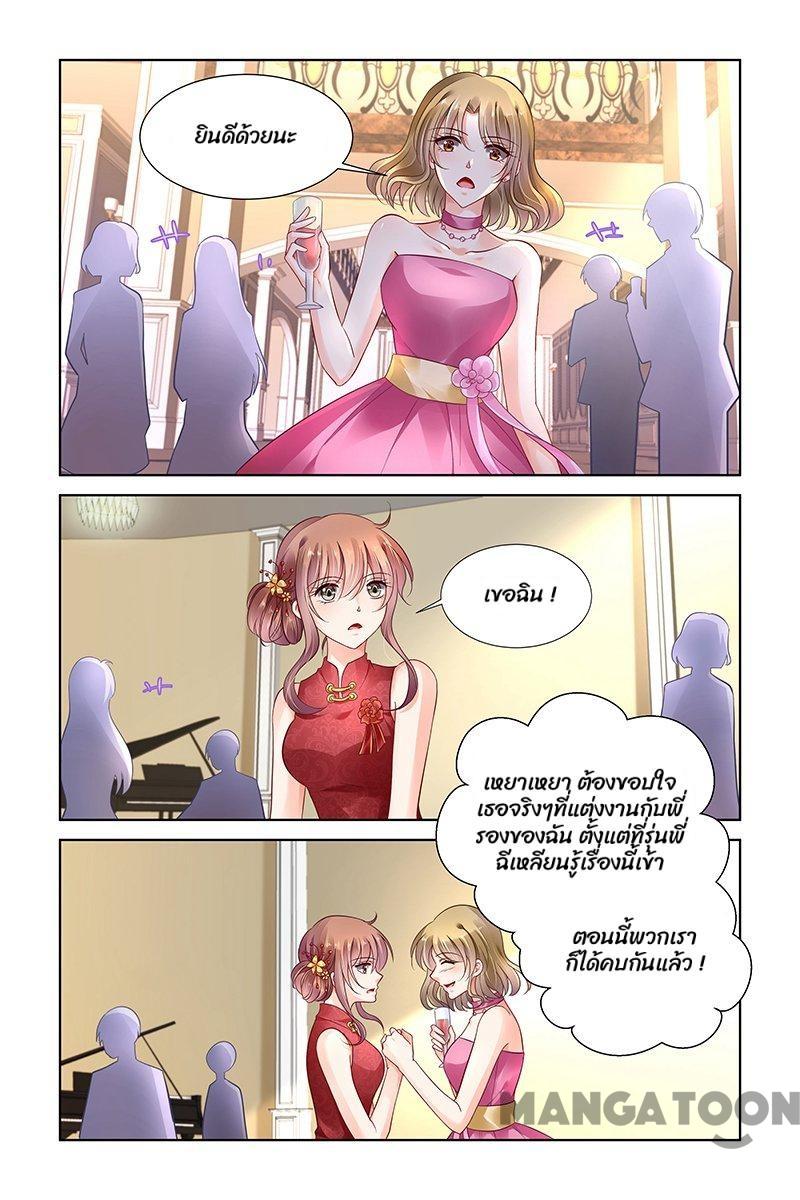 ยินดีด้วยนะ
เขอฉิน !
เหยาเหยา ต้องขอบใจ
เธอจริงๆที่แต่งงานกับพี่
รองของฉัน ตั้งแต่ที่รุ่นพี่
ฉีเหลียนรู้เรื่องนี้เข้า
ตอนนี้พวกเรา
ก็ได้คบกันแล้ว !
MANGATOON